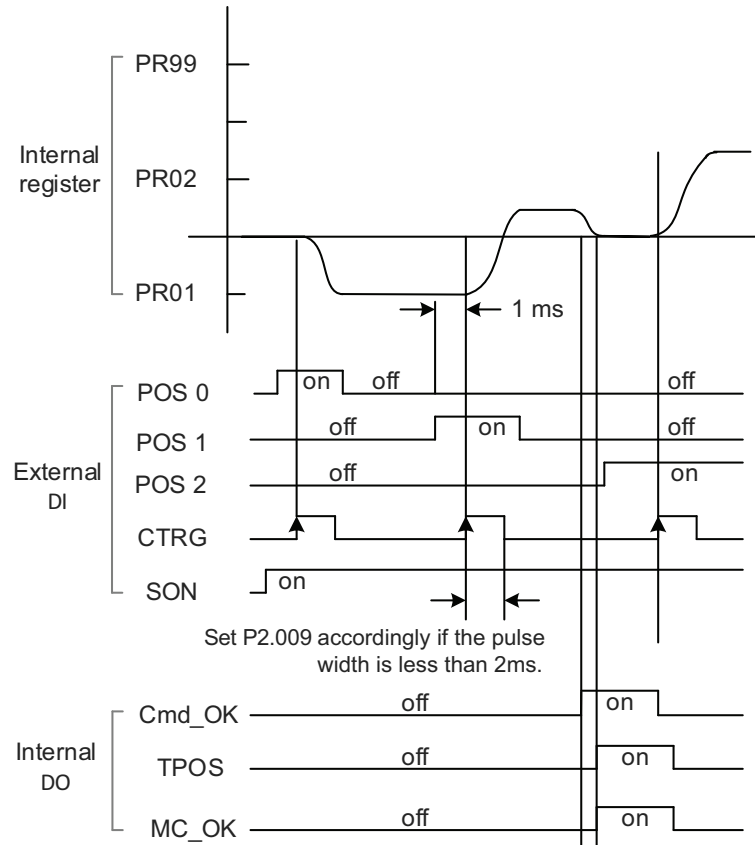 PR99
Internal
register
PR02
PR01
1 ms
External
DI
POS 0
on
off
off
POS 1
off
on
off
POS 2
off
on
CTRG
SON
on
Set P2.009 accordingly if the pulse
width is less than 2ms.
Internal
DO
Cmd_OK
off
on
TPOS
off
on
MC_OK
off
on